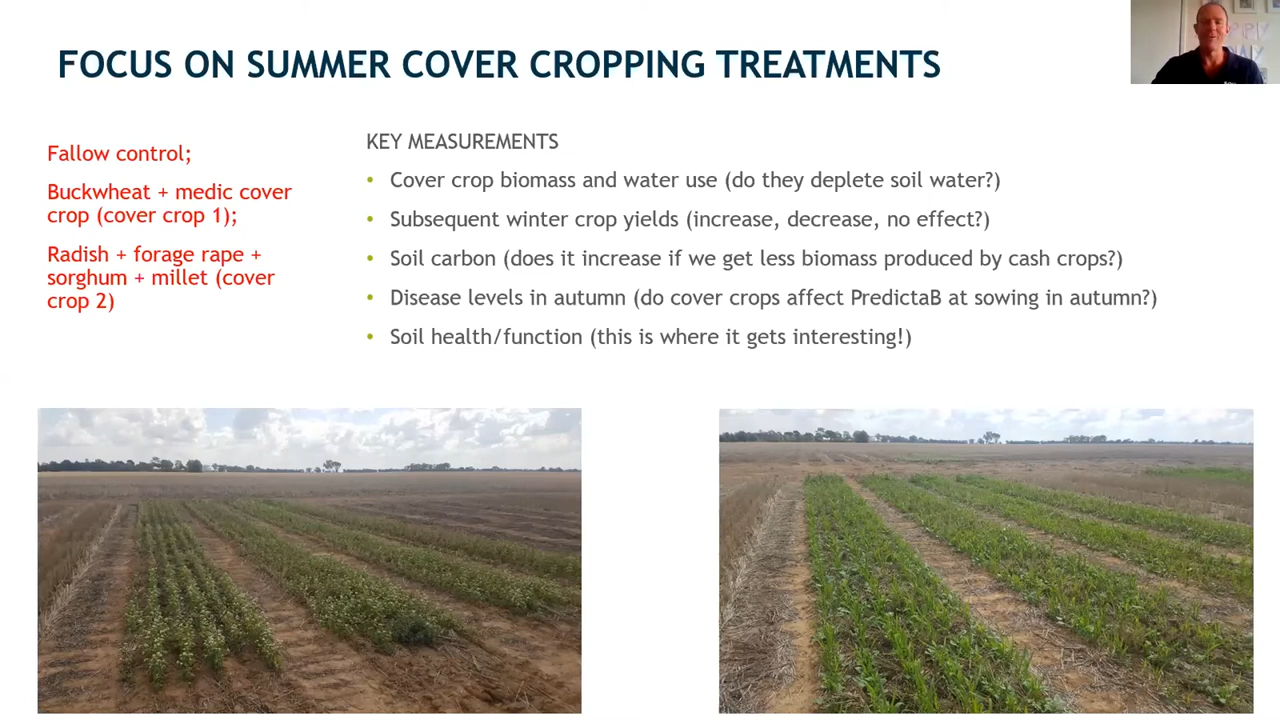 FOCUS ON SUMMER COVER CROPPING TREATMENTS
Fallow control;
Buckwheat + medic cover
crop (cover crop 1);
Radish + forage rape +
sorghum + millet (cover
crop 2)
KEY MEASUREMENTS
• Cover crop biomass and water use (do they deplete soil water?)
• Subsequent winter crop yields (increase, decrease, no effect?)
• Soil carbon (does it increase if we get less biomass produced by cash crops?)
• Disease levels in autumn (do cover crops affect PredictaB at sowing in autumn?)
• Soil health/function (this is where it gets interesting!)